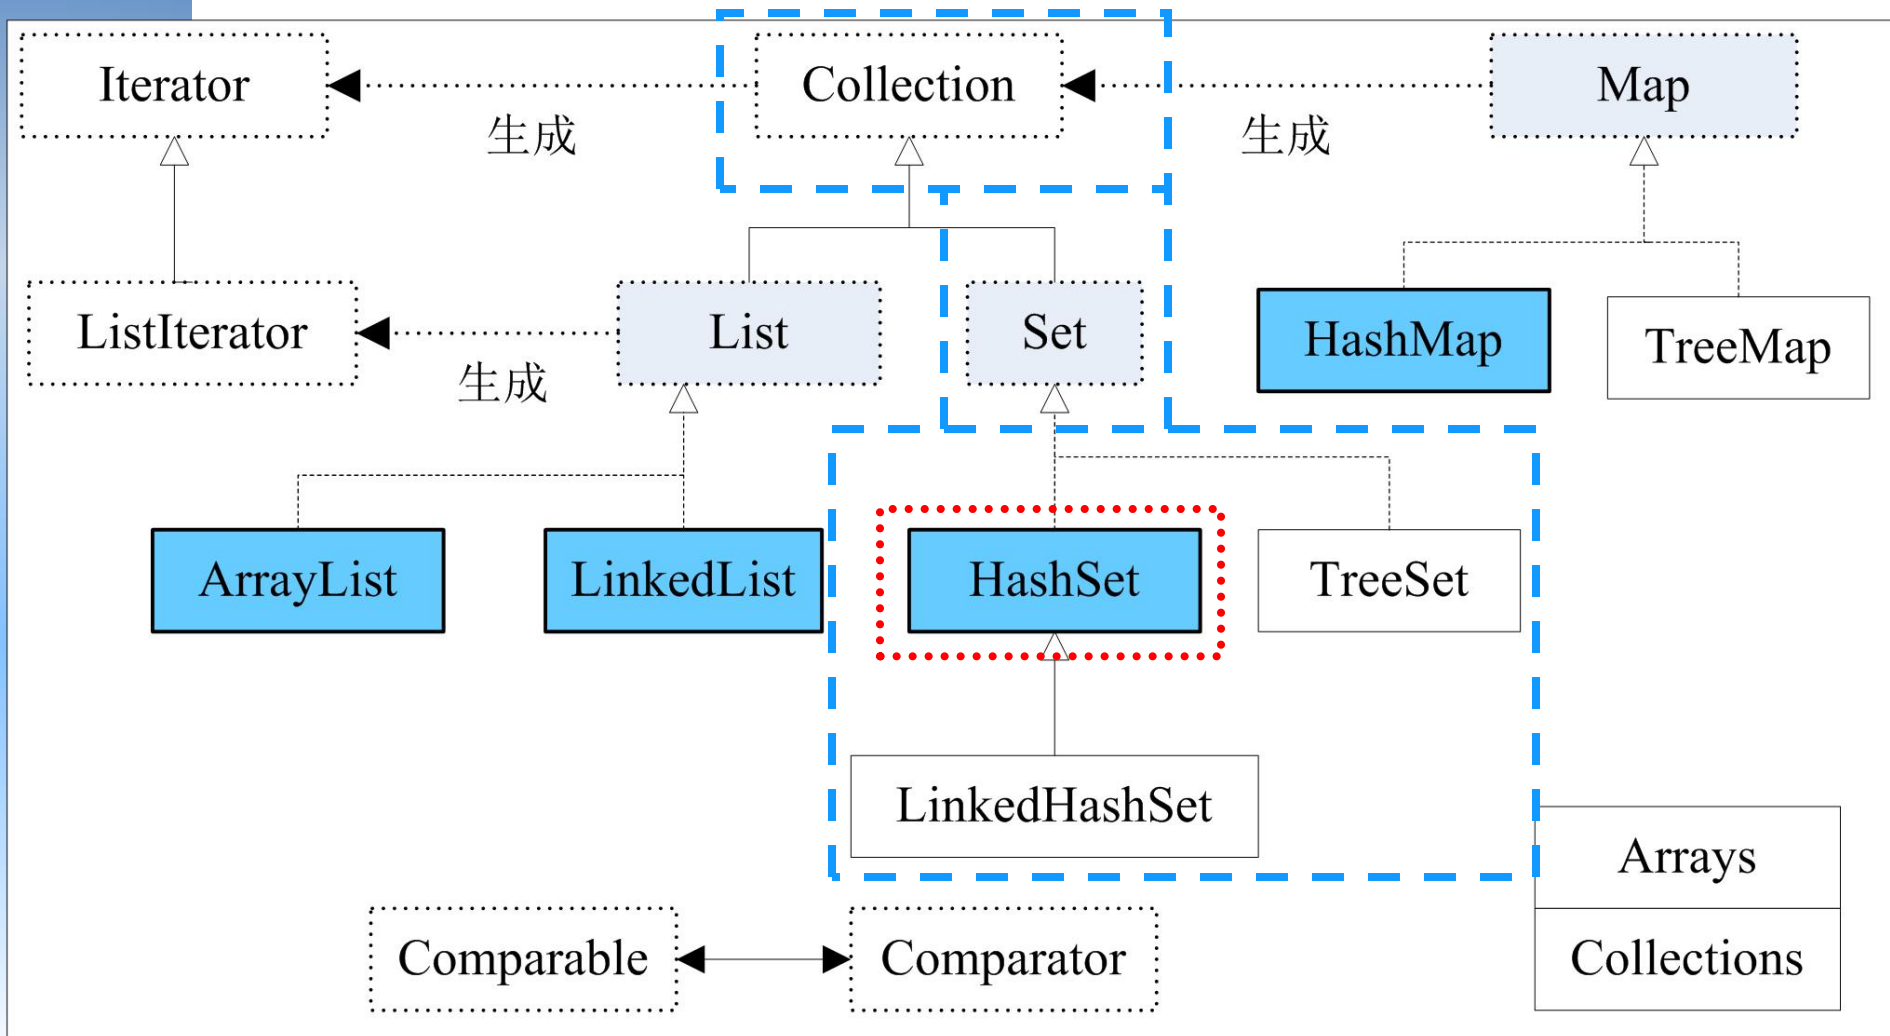 Iterator
生成
Collection
生成
Map
ListIterator
生成
List
Set
HashMap
TreeMap
ArrayList
LinkedList
HashSet
TreeSet
LinkedHashSet
Arrays
Comparable
Comparator
Collections